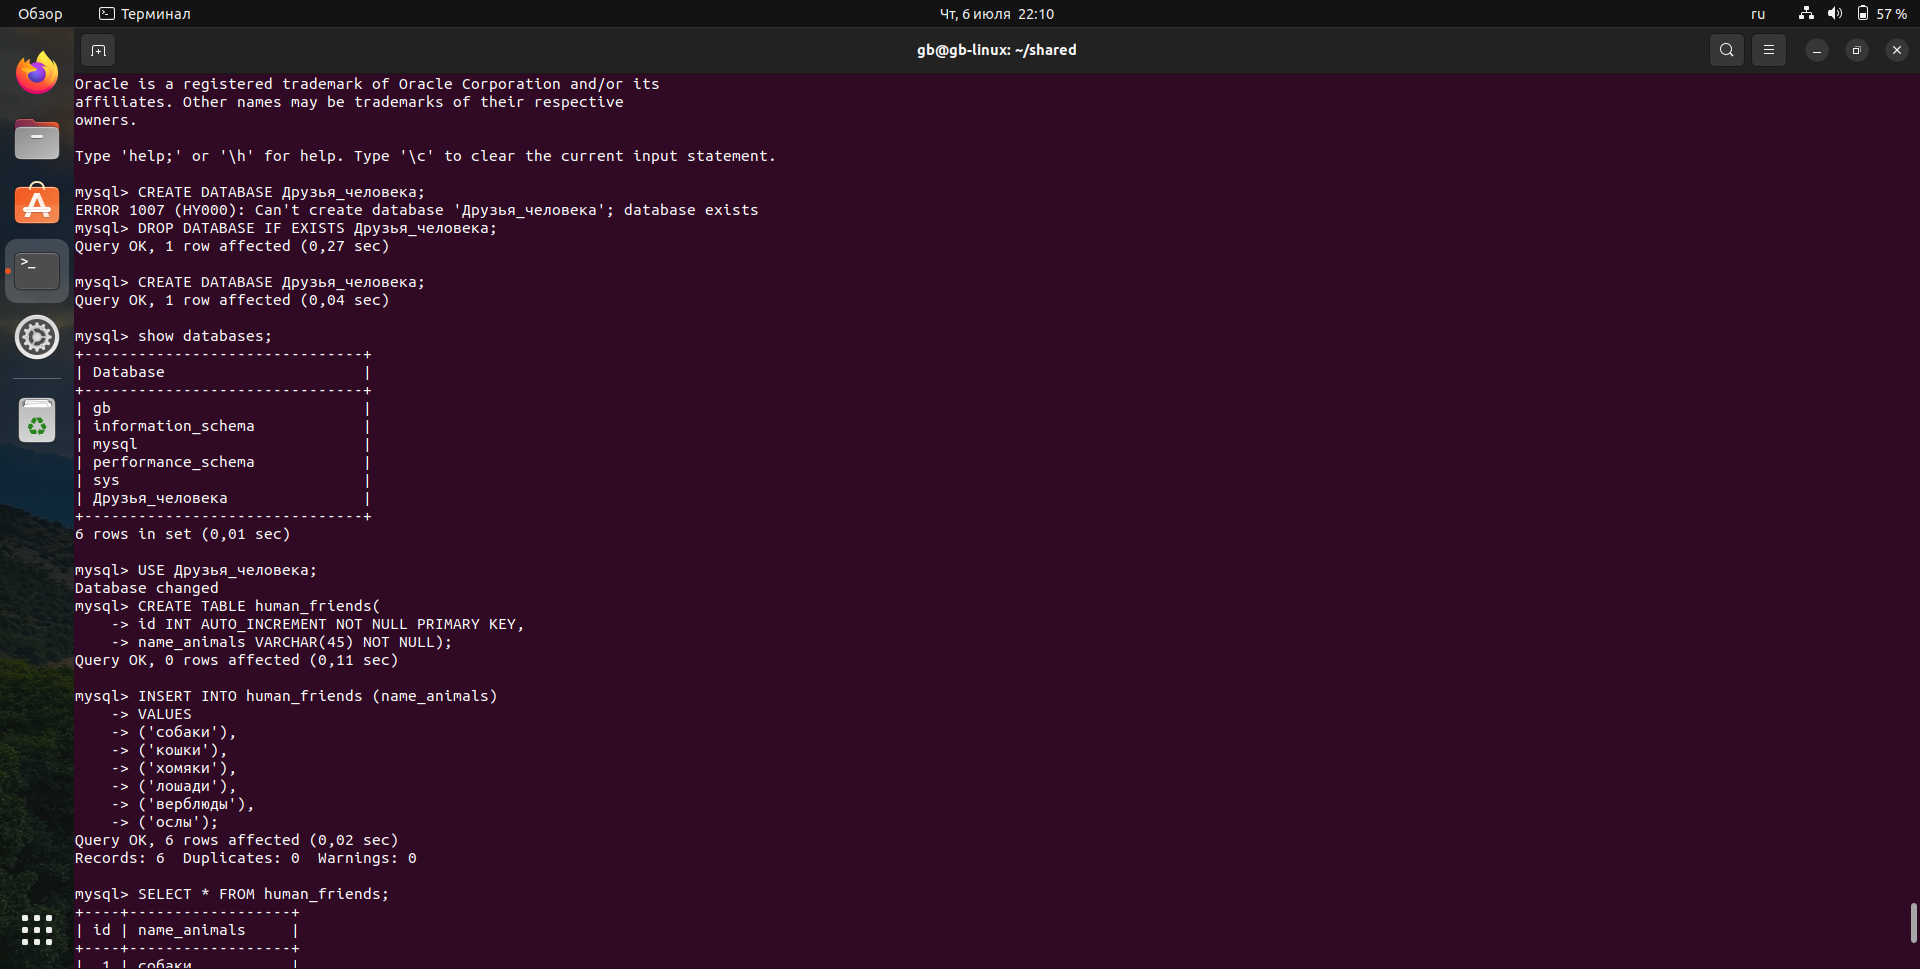 Обзор
Терминал
Чт, 6 июля 22:10
ru
57 %
gb@gb-linux: ~/shared
Oracle is a registered trademark of Oracle Corporation and/or its
affiliates. Other names may be trademarks of their respective
owners.
Type 'help;' or '\h' for help. Type '\c' to clear the current input statement.
mysql> CREATE DATABASE Друзья_человека;
ERROR 1007 (HY000): Can't create database 'Друзья_человека'; database exists
mysql> DROP DATABASE IF EXISTS Друзья_человека;
Query OK, 1 row affected (0,27 sec)
mysql> CREATE DATABASE Друзья_человека;
Query OK, 1 row affected (0,04 sec)
mysql> show databases;
+-------------------------------+
| Database                      |
+-------------------------------+
| gb                            |
| information_schema            |
| mysql                         |
| performance_schema            |
| sys                           |
| Друзья_человека               |
+-------------------------------+
6 rows in set (0,01 sec)
mysql> USE Друзья_человека;
Database changed
mysql> CREATE TABLE human_friends(
    -> id INT AUTO_INCREMENT NOT NULL PRIMARY KEY,
    -> name_animals VARCHAR(45) NOT NULL);
Query OK, 0 rows affected (0,11 sec)
mysql> INSERT INTO human_friends (name_animals)
    -> VALUES
    -> ('собаки'),
    -> ('кошки'),
    -> ('хомяки'),
    -> ('лошади'),
    -> ('верблюды'),
    -> ('ослы');
Query OK, 6 rows affected (0,02 sec)
Records: 6  Duplicates: 0  Warnings: 0
mysql> SELECT * FROM human_friends;
+----+------------------+
| id | name_animals     |
+----+------------------+
|  1 | собаки           |